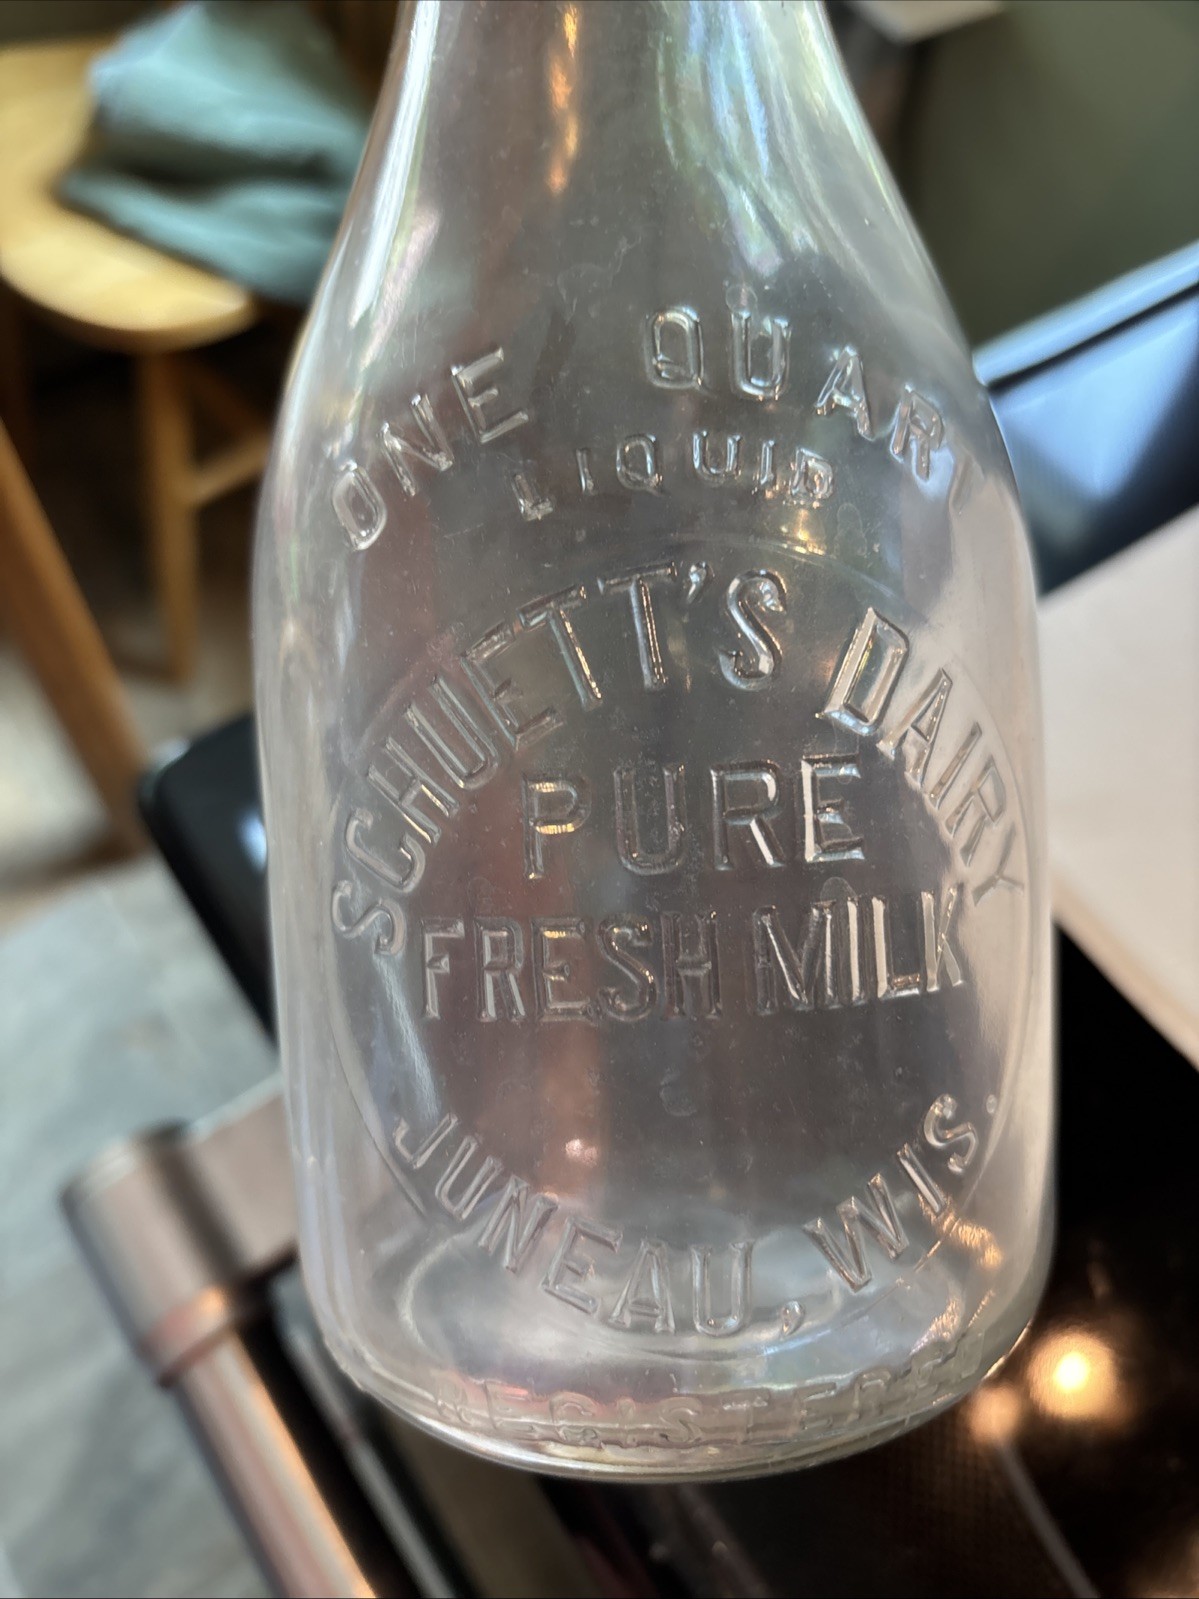 ONE QUART
LIQUID
SCHUETT'S DAIRY
PURE
FRESH MILK
JUNEAU, WIS.
REGISTERED